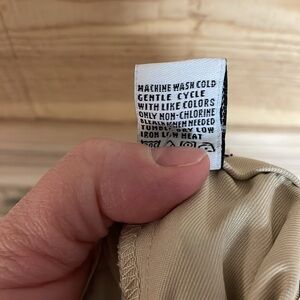 MACHINE WASH COLD
GENTLE CYCLE
WITH LIKE COLORS
ONLY NON-CHLORINE
BLEACH WHEN NEEDED
TUMBLE DRY LOW
IRON LOW HEAT